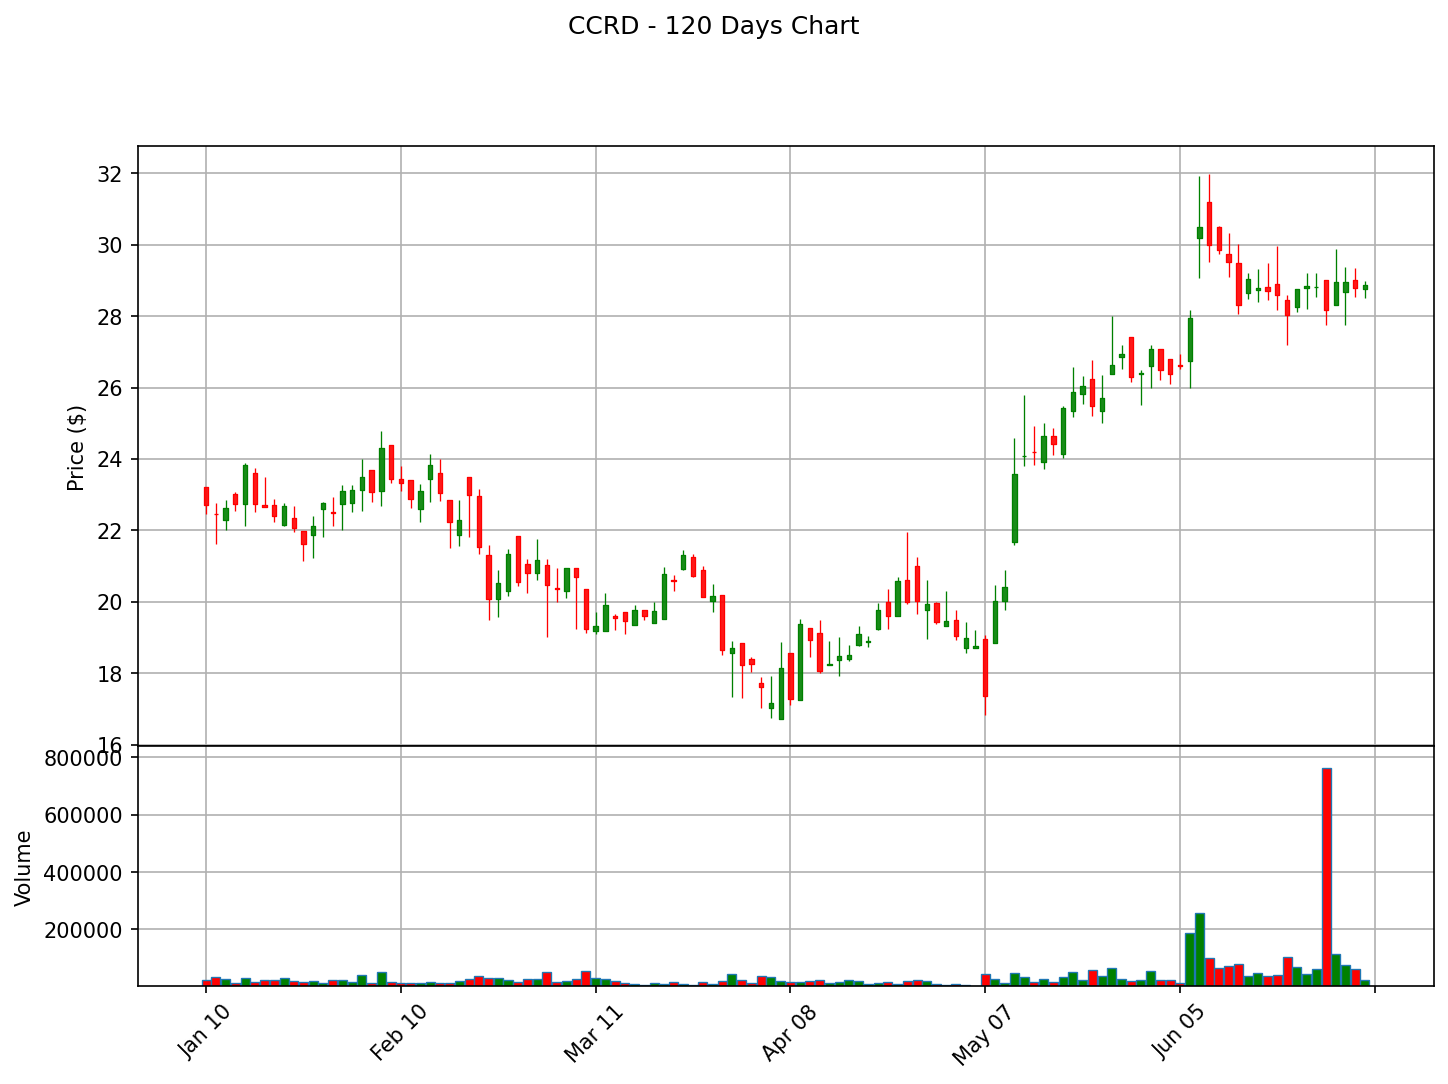 CCRD - 120 Days Chart
Price ($)
32
30
28
26
24
22
20
18
16
Volume
800000
600000
400000
200000
Jan 10
Feb 10
Mar 11
Apr 08
May 07
Jun 05